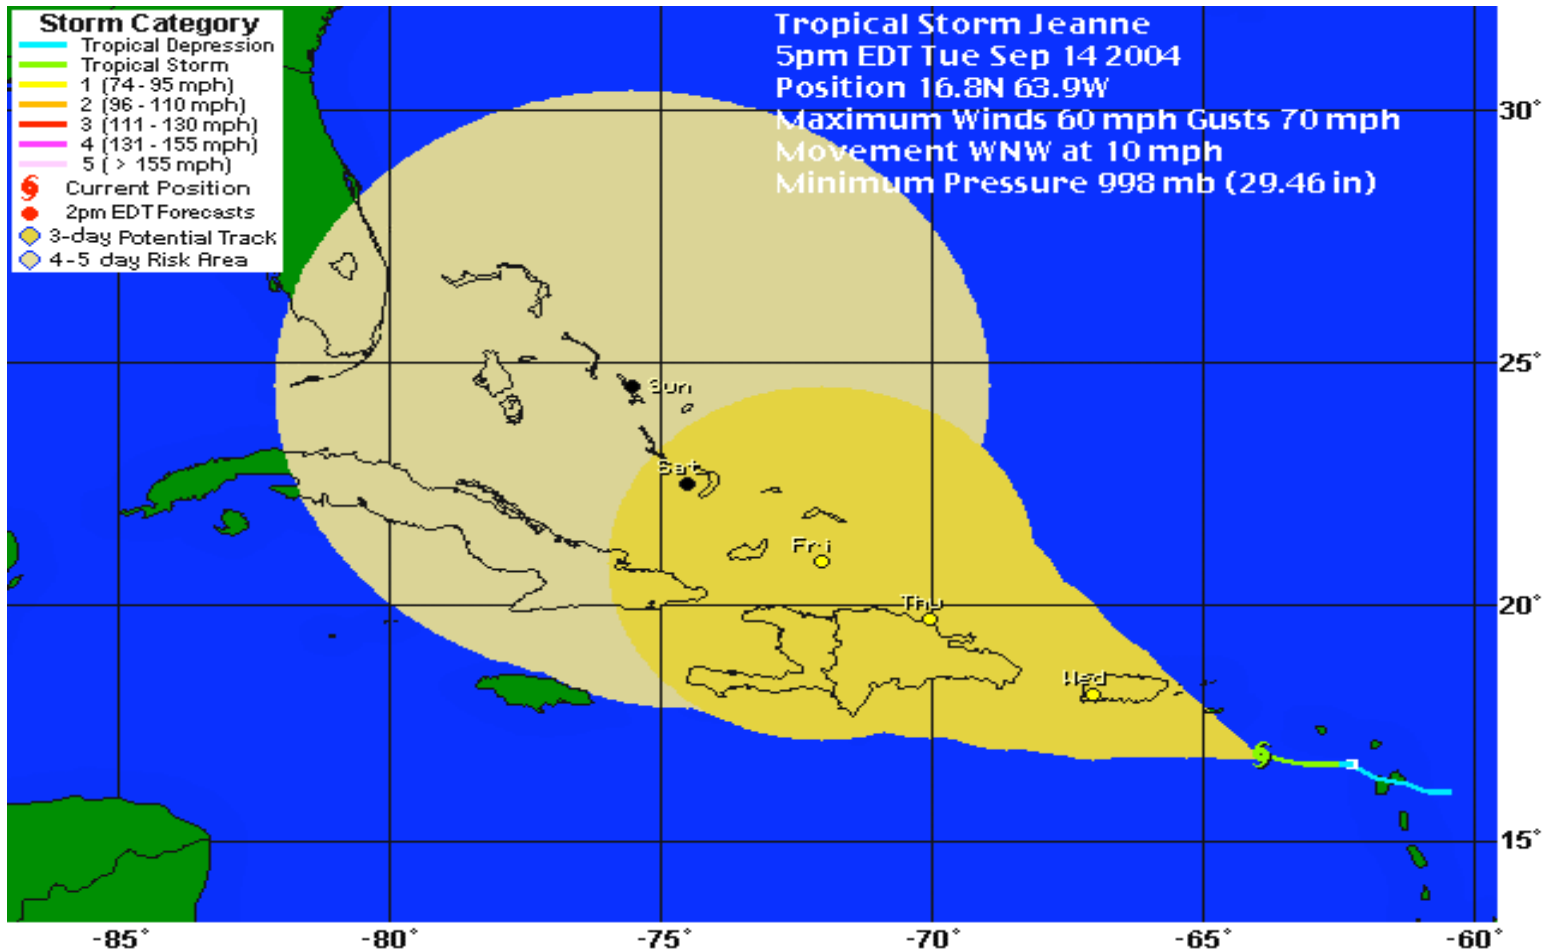 Storm Category
Tropical Depression
Tropical Storm
1 (74-95 mph)
2 (96-110 mph)
3 (111-130 mph)
4 (131-155 mph)
5 ( > 155 mph)
Current Position
2pm EDT Forecasts
3-day Potential Track
4-5 day Risk Area
Tropical Storm Jeanne
5pm EDT Tue Sep 14 2004
Position 16.8N 63.9W
Maximum Winds 60 mph Gusts 70 mph
Movement WNW at 10 mph
Minimum Pressure 998 mb (29.46 in)
30°
25°
Sun
Sat
Fri
20°
Thu
Wed
15°
-85° -80° -75° -70° -65° -60°